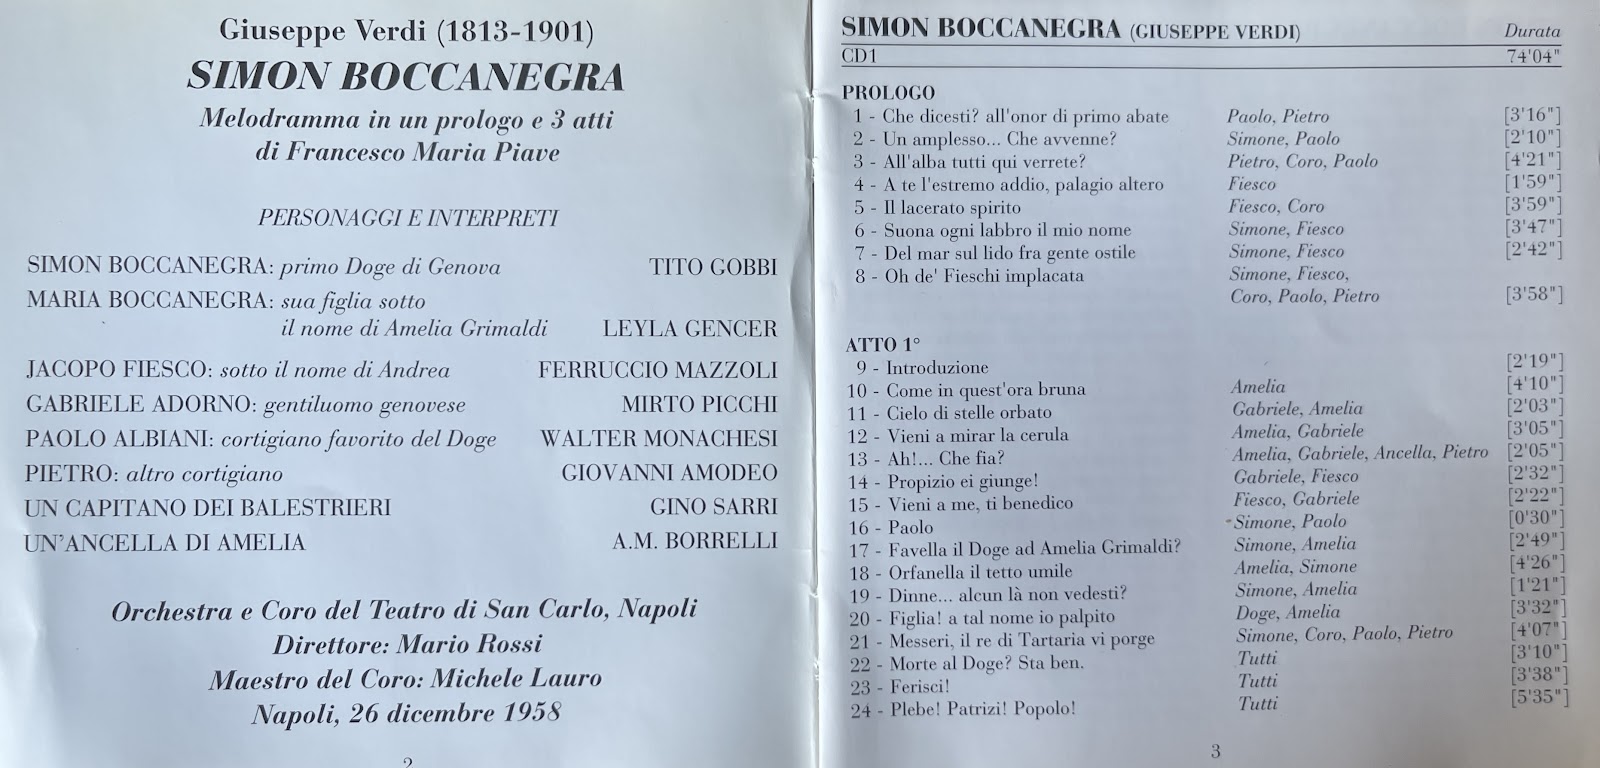 Giuseppe Verdi (1813-1901)
SIMON BOCCANEGRA
Melodramma in un prologo e 3 atti
di Francesco Maria Piave
PERSONAGGI E INTERPRETI
SIMON BOCCANEGRA: primo Doge di Genova TITO GOBBI
MARIA BOCCANEGRA: sua figlia sotto
il nome di Amelia Grimaldi LEYLA GENCER
JACOPO FIESCO: sotto il nome di Andrea FERRUCCIO MAZZOLI
GABRIELE ADORNO: gentiluomo genovese MIRTO PICCHI
PAOLO ALBIANI: cortigiano favorito del Doge WALTER MONACHESI
PIETRO: altro cortigiano GIOVANNI AMODEO
UN CAPITANO DEI BALESTRIERI GINO SARRI
UN'ANCELLA DI AMELIA A.M. BORRELLI
Orchestra e Coro del Teatro di San Carlo, Napoli
Direttore: Mario Rossi
Maestro del Coro: Michele Lauro
Napoli, 26 dicembre 1958
2
SIMON BOCCANEGRA (GIUSEPPE VERDI) Durata
CD1 74'04"
PROLOGO
1 - Che dicesti? all'onor di primo abate Paolo, Pietro [3'16"]
2 - Un amplesso... Che avvenne? Simone, Paolo [2'10"]
3 - All'alba tutti qui verrete? Pietro, Coro, Paolo [4'21"]
4 - A te l'estremo addio, palagio altero Fiesco [1'59"]
5 - Il lacerato spirito Fiesco, Coro [3'59"]
6 - Suona ogni labbro il mio nome Simone, Fiesco [3'47"]
7 - Del mar sul lido fra gente ostile Simone, Fiesco [2'42"]
8 - Oh de' Fieschi implacata Simone, Fiesco,
Coro, Paolo, Pietro [3'58"]
ATTO 1°
9 - Introduzione [2'19"]
10 - Come in quest'ora bruna Amelia [4'10"]
11 - Cielo di stelle orbato Gabriele, Amelia [2'03"]
12 - Vieni a mirar la cerula Amelia, Gabriele [3'05"]
13 - Ah!... Che fia? Amelia, Gabriele, Ancella, Pietro [2'05"]
14 - Propizio ei giunge! Gabriele, Fiesco [2'32"]
15 - Vieni a me, ti benedico Fiesco, Gabriele [2'22"]
16 - Paolo Simone, Paolo [0'30"]
17 - Favella il Doge ad Amelia Grimaldi? Simone, Amelia [2'49"]
18 - Orfanella il tetto umile Amelia, Simone [4'26"]
19 - Dinne... alcun là non vedesti? Simone, Amelia [1'21"]
20 - Figlia! a tal nome io palpito Doge, Amelia [3'32"]
21 - Messeri, il re di Tartaria vi porge Simone, Coro, Paolo, Pietro [4'07"]
22 - Morte al Doge? Sta ben. Tutti [3'10"]
23 - Ferisci! Tutti [3'38"]
24 - Plebe! Patrizi! Popolo! Tutti [5'35"]
3